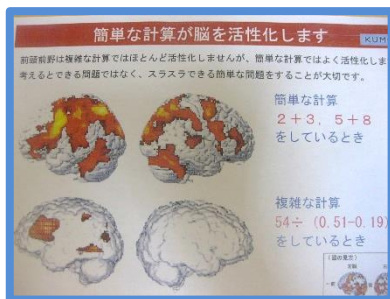 簡単な計算が脳を活性化します
KUM
前頭前野は複雑な計算ではほとんど活性化しませんが、簡単な計算ではよく活性化しま
考えるとできる問題ではなく、スラスラできる簡単な問題をすることが大切です。
簡単な計算
2+3, 5+8
をしているとき
複雑な計算
54÷ (0.51-0.19)
をしているとき